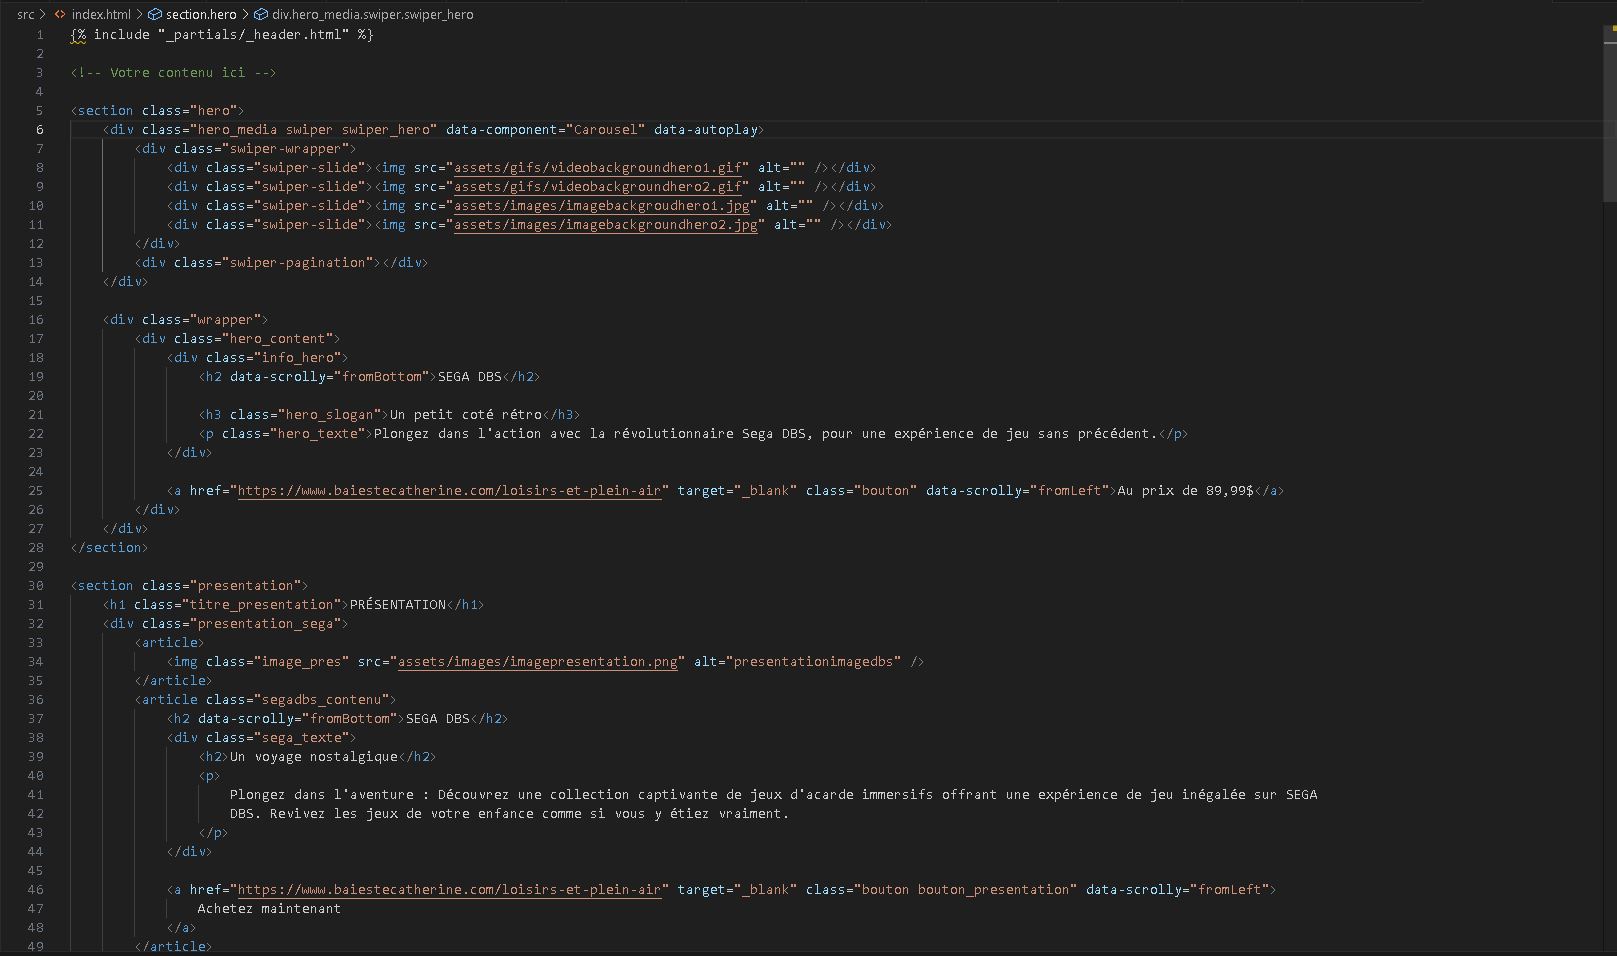 src > index.html > section.hero > div.hero_media.swiper.swiper_hero
1 {% include "_partials/_header.html" %}
2
3 <!-- Votre contenu ici -->
4
5 <section class="hero">
6 <div class="hero_media swiper swiper_hero" data-component="Carousel" data-autoplay>
7 <div class="swiper-wrapper">
8 <div class="swiper-slide"><img src="assets/gifs/videobackgroundhero1.gif" alt="" /></div>
9 <div class="swiper-slide"><img src="assets/gifs/videobackgroundhero2.gif" alt="" /></div>
10 <div class="swiper-slide"><img src="assets/images/imagebackgroudhero1.jpg" alt="" /></div>
11 <div class="swiper-slide"><img src="assets/images/imagebackgroundhero2.jpg" alt="" /></div>
12 </div>
13 <div class="swiper-pagination"></div>
14 </div>
15
16 <div class="wrapper">
17 <div class="hero_content">
18 <div class="info_hero">
19 <h2 data-scrolly="fromBottom">SEGA DBS</h2>
20
21 <h3 class="hero_slogan">Un petit coté rétro</h3>
22 <p class="hero_texte">Plongez dans l'action avec la révolutionnaire Sega DBS, pour une expérience de jeu sans précédent.</p>
23 </div>
24
25 <a href="https://www.baiestecatherine.com/loisirs-et-plein-air" target="_blank" class="bouton" data-scrolly="fromLeft">Au prix de 89,99$</a>
26 </div>
27 </div>
28 </section>
29
30 <section class="presentation">
31 <h1 class="titre_presentation">PRÉSENTATION</h1>
32 <div class="presentation_sega">
33 <article>
34 <img class="image_pres" src="assets/images/imagepresentation.png" alt="presentationimagedbs" />
35 </article>
36 <article class="segadbs_contenu">
37 <h2 data-scrolly="fromBottom">SEGA DBS</h2>
38 <div class="sega_texte">
39 <h2>Un voyage nostalgique</h2>
40 <p>
41 Plongez dans l'aventure : Découvrez une collection captivante de jeux d'acarde immersifs offrant une expérience de jeu inégalée sur SEGA
42 DBS. Revivez les jeux de votre enfance comme si vous y étiez vraiment.
43 </p>
44 </div>
45
46 <a href="https://www.baiestecatherine.com/loisirs-et-plein-air" target="_blank" class="bouton bouton_presentation" data-scrolly="fromLeft">
47 Achetez maintenant
48 </a>
49 </article>